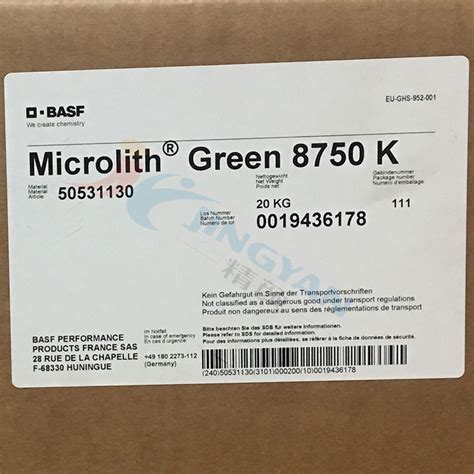 BASF
We create chemistry
EU-GHS-952-001
Microlith® Green 8750 K
Material
Material
Article
50531130
Nettogewicht
Net Weight
Poids net
20 KG
Gebindenummer
Package number
Numéro d'emballage
111
Los Nummer
Batch Number
Numéro de lot
0019436178
JINGYAN
精颜
Kein Gefahrgut im Sinne der Transportvorschriften
Not classified as a dangerous good under transport regulations
Produit non dangereux au sens des réglementations de transports
BASF PERFORMANCE
PRODUCTS FRANCE SAS
28 RUE DE LA CHAPELLE
F-68330 HUNINGUE
Im Notfall
In case of emergency
En cas d'urgence
+49 180 2273-112
(Germany)
Bitte beachten Sie das SDB für weitere Informationen.
Please refer to SDS for detailed information.
Pour des informations plus détaillées, se référer à la fiche de données de sécurité.
(240)50531130(3101)000200(10)0019436178